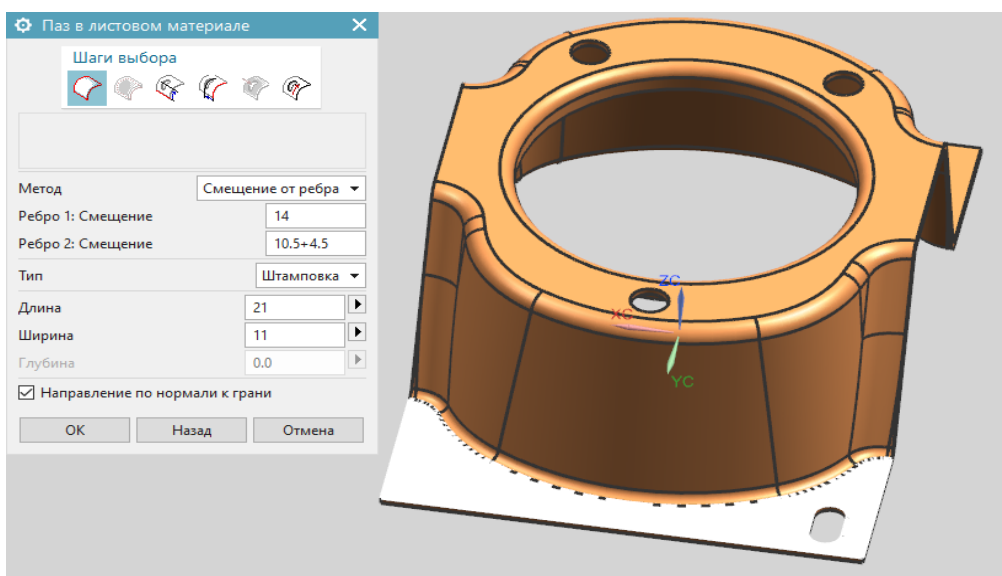 Паз в листовом материале
Шаги выбора
Метод Смещение от ребра
Ребро 1: Смещение 14
Ребро 2: Смещение 10.5+4.5
Тип Штамповка
Длина 21
Ширина 11
Глубина 0.0
Направление по нормали к грани
ОК Назад Отмена
ZC
XC
YC